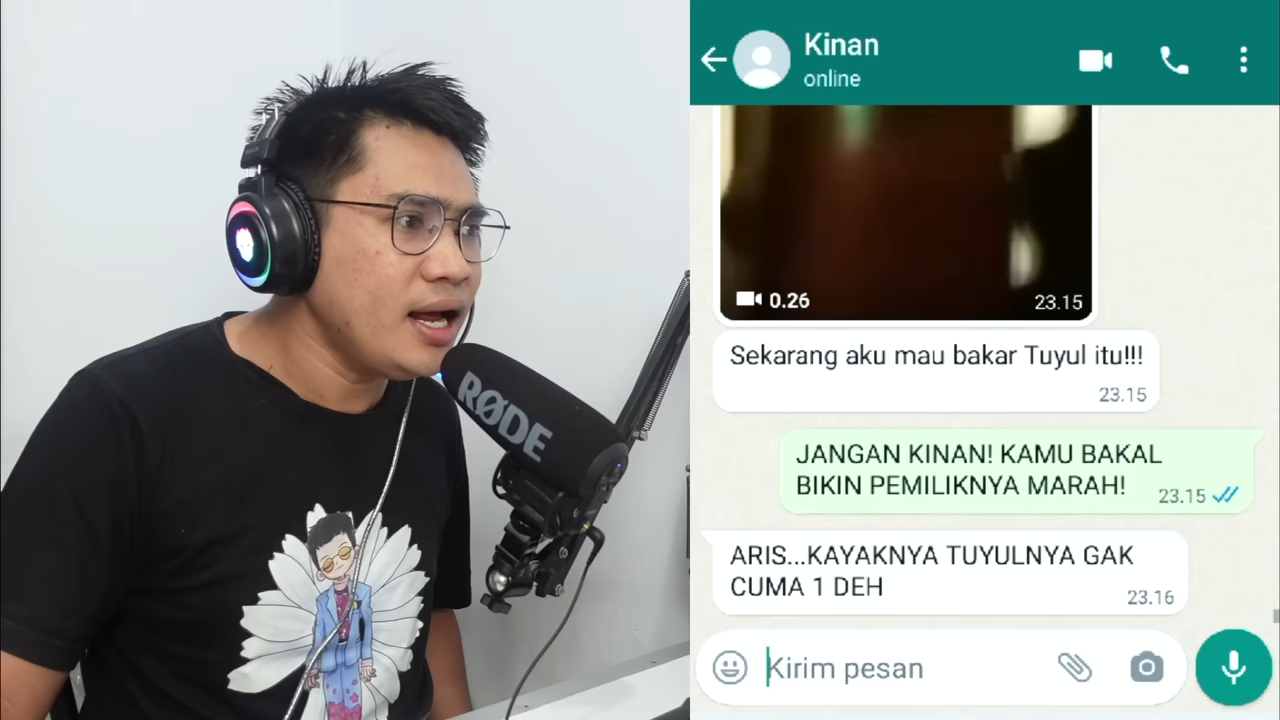 RØDE
Kinan
online
0.26
23.15
Sekarang aku mau bakar Tuyul itu!!!
23.15
JANGAN KINAN! KAMU BAKAL
BIKIN PEMILIKNYA MARAH!
23.15
ARIS...KAYAKNYA TUYULNYA GAK
CUMA 1 DEH
23.16
Kirim pesan